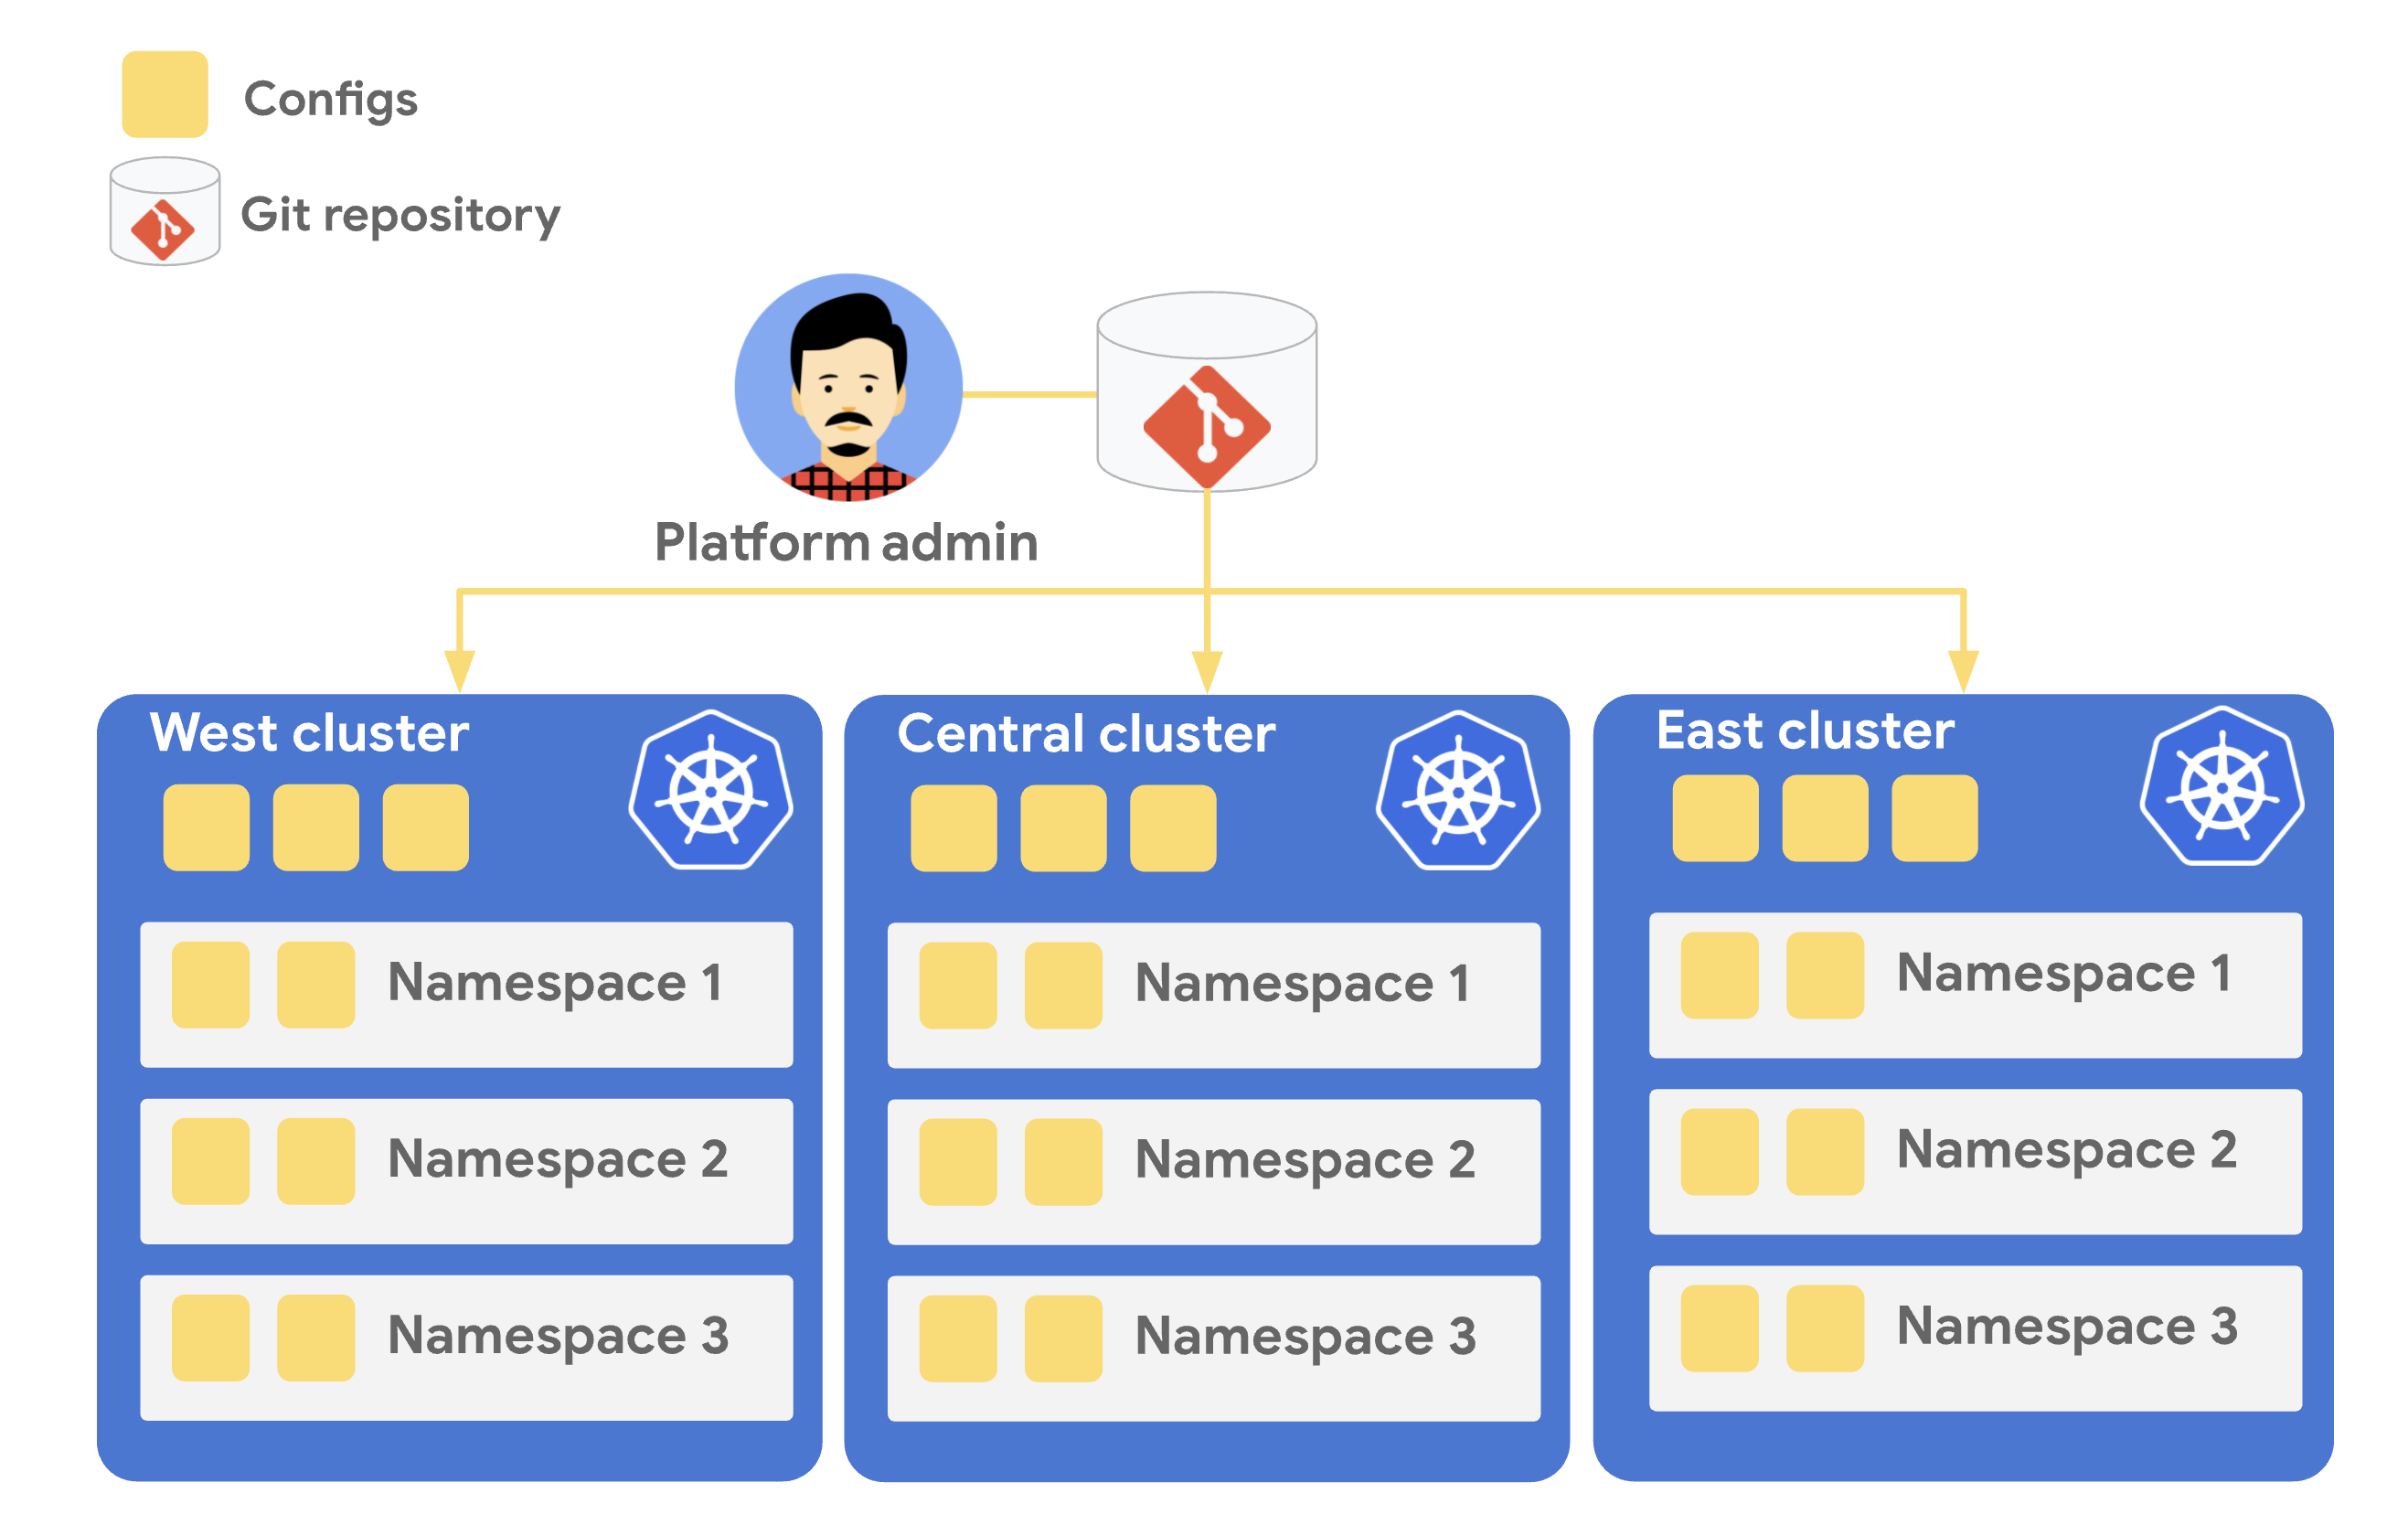 Configs
Git repository
Platform admin
West cluster
Namespace 1
Namespace 2
Namespace 3
Central cluster
Namespace 1
Namespace 2
Namespace 3
East cluster
Namespace 1
Namespace 2
Namespace 3